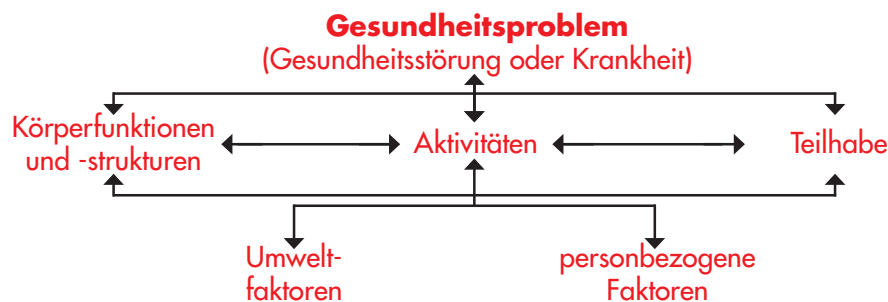 Gesundheitsproblem
(Gesundheitsstörung oder Krankheit)
Körperfunktionen
und -strukturen
Aktivitäten
Teilhabe
Umwelt-
faktoren
personbezogene
Faktoren